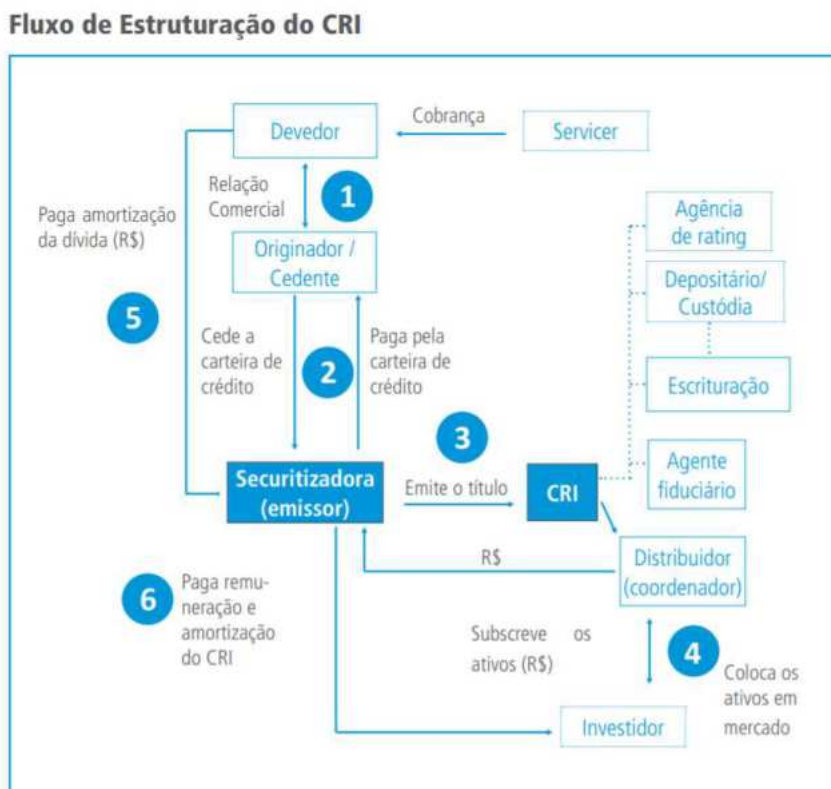 Fluxo de Estruturação do CRI
Devedor
Cobrança
Servicer
Relação
Comercial
1
Paga amortização
da dívida (R$)
Originador /
Cedente
Agência
de rating
Depositário/
Custódia
5
Cede a
carteira de
crédito
2
Paga pela
carteira de
crédito
Escrituração
3
Securitizadora
(emissor)
Emite o título
CRI
Agente
fiduciário
R$
Distribuidor
(coordenador)
6
Paga remu-
neração e
amortização
do CRI
Subscreve os
ativos (R$)
4
Coloca os
ativos em
mercado
Investidor